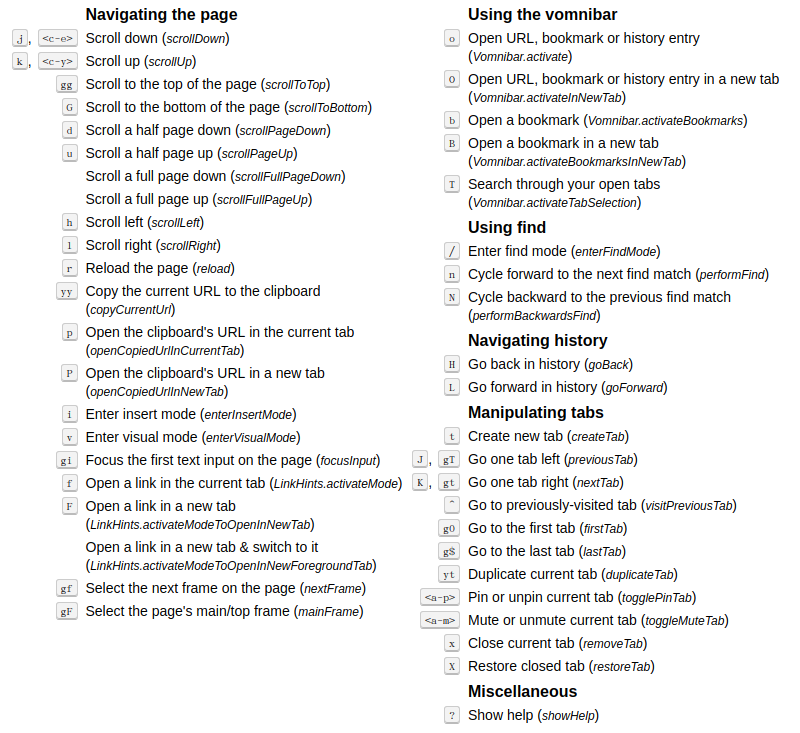 Navigating the page
j, <c-e> Scroll down (scrollDown)
k, <c-y> Scroll up (scrollUp)
gg Scroll to the top of the page (scrollToTop)
G Scroll to the bottom of the page (scrollToBottom)
d Scroll a half page down (scrollPageDown)
u Scroll a half page up (scrollPageUp)
Scroll a full page down (scrollFullPageDown)
Scroll a full page up (scrollFullPageUp)
h Scroll left (scrollLeft)
l Scroll right (scrollRight)
r Reload the page (reload)
yy Copy the current URL to the clipboard
(copyCurrentUrl)
p Open the clipboard's URL in the current tab
(openCopiedUrlInCurrentTab)
P Open the clipboard's URL in a new tab
(openCopiedUrlInNewTab)
i Enter insert mode (enterInsertMode)
v Enter visual mode (enterVisualMode)
gi Focus the first text input on the page (focusInput)
f Open a link in the current tab (LinkHints.activateMode)
F Open a link in a new tab
(LinkHints.activateModeToOpenInNewTab)
Open a link in a new tab & switch to it
(LinkHints.activateModeToOpenInNewForegroundTab)
gf Select the next frame on the page (nextFrame)
gF Select the page's main/top frame (mainFrame)
Using the vomnibar
o Open URL, bookmark or history entry
(Vomnibar.activate)
O Open URL, bookmark or history entry in a new tab
(Vomnibar.activateInNewTab)
b Open a bookmark (Vomnibar.activateBookmarks)
B Open a bookmark in a new tab
(Vomnibar.activateBookmarksInNewTab)
T Search through your open tabs
(Vomnibar.activateTabSelection)
Using find
/ Enter find mode (enterFindMode)
n Cycle forward to the next find match (performFind)
N Cycle backward to the previous find match
(performBackwardsFind)
Navigating history
H Go back in history (goBack)
L Go forward in history (goForward)
Manipulating tabs
t Create new tab (createTab)
J, gT Go one tab left (previousTab)
K, gt Go one tab right (nextTab)
^ Go to previously-visited tab (visitPreviousTab)
g0 Go to the first tab (firstTab)
g$ Go to the last tab (lastTab)
yt Duplicate current tab (duplicateTab)
<a-p> Pin or unpin current tab (togglePinTab)
<a-m> Mute or unmute current tab (toggleMuteTab)
x Close current tab (removeTab)
X Restore closed tab (restoreTab)
Miscellaneous
? Show help (showHelp)